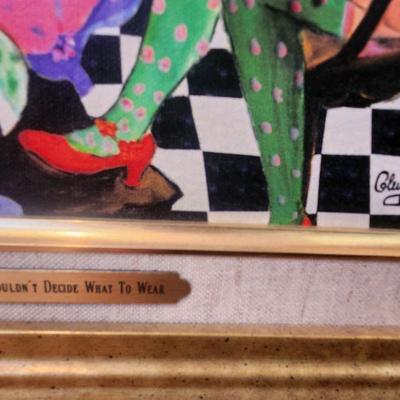 OULDN'T DECIDE WHAT TO WEAR